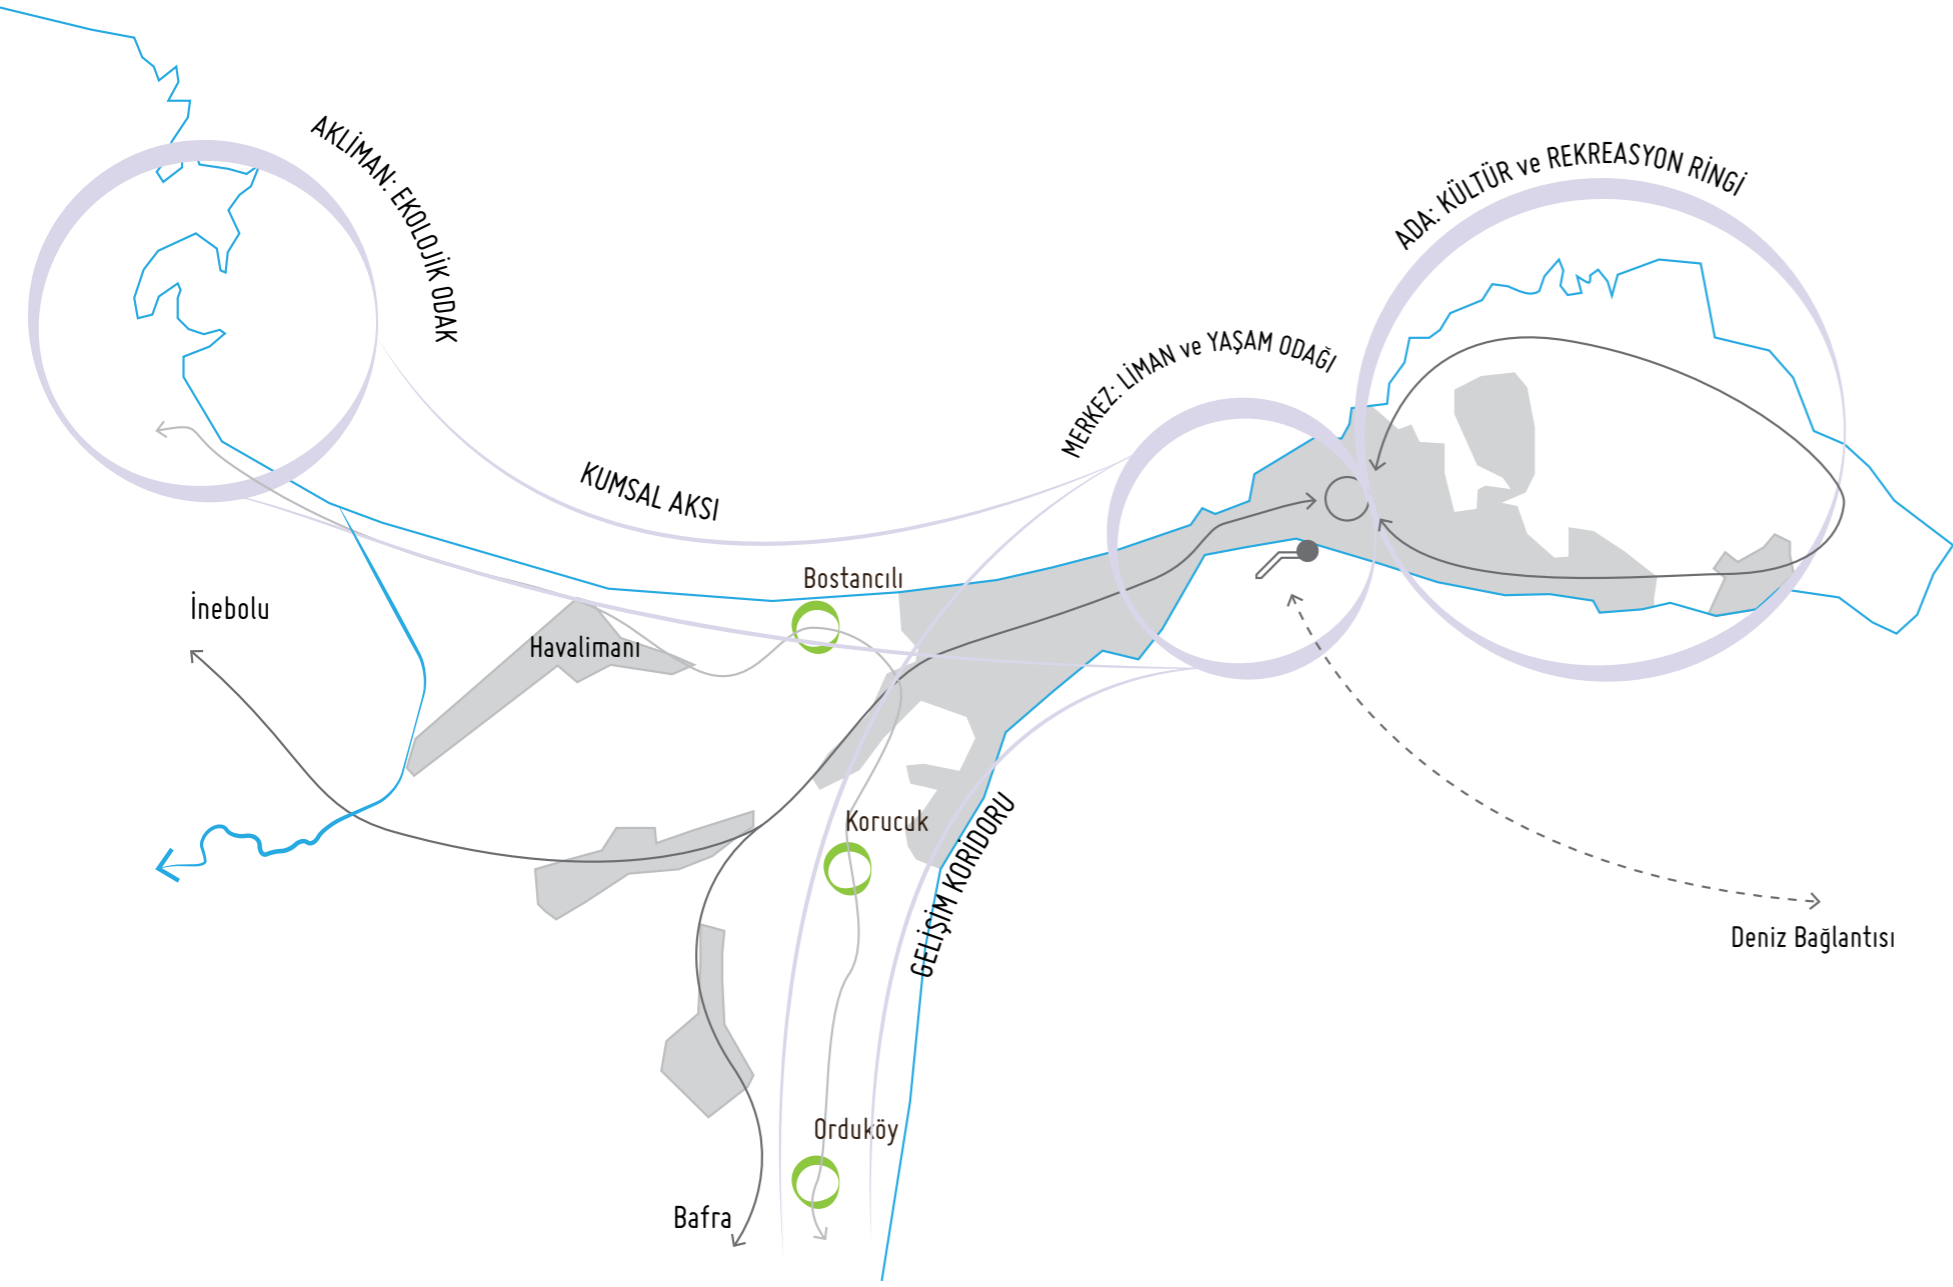 AKLİMAN: EKOLOJİK ODAK
ADA: KÜLTÜR ve REKREASYON RİNGİ
MERKEZ: LİMAN ve YAŞAM ODAĞI
KUMSAL AKSI
Bostancılı
İnebolu
Havalimanı
Korucuk
GELİŞİM KORİDORU
Deniz Bağlantısı
Orduköy
Bafra